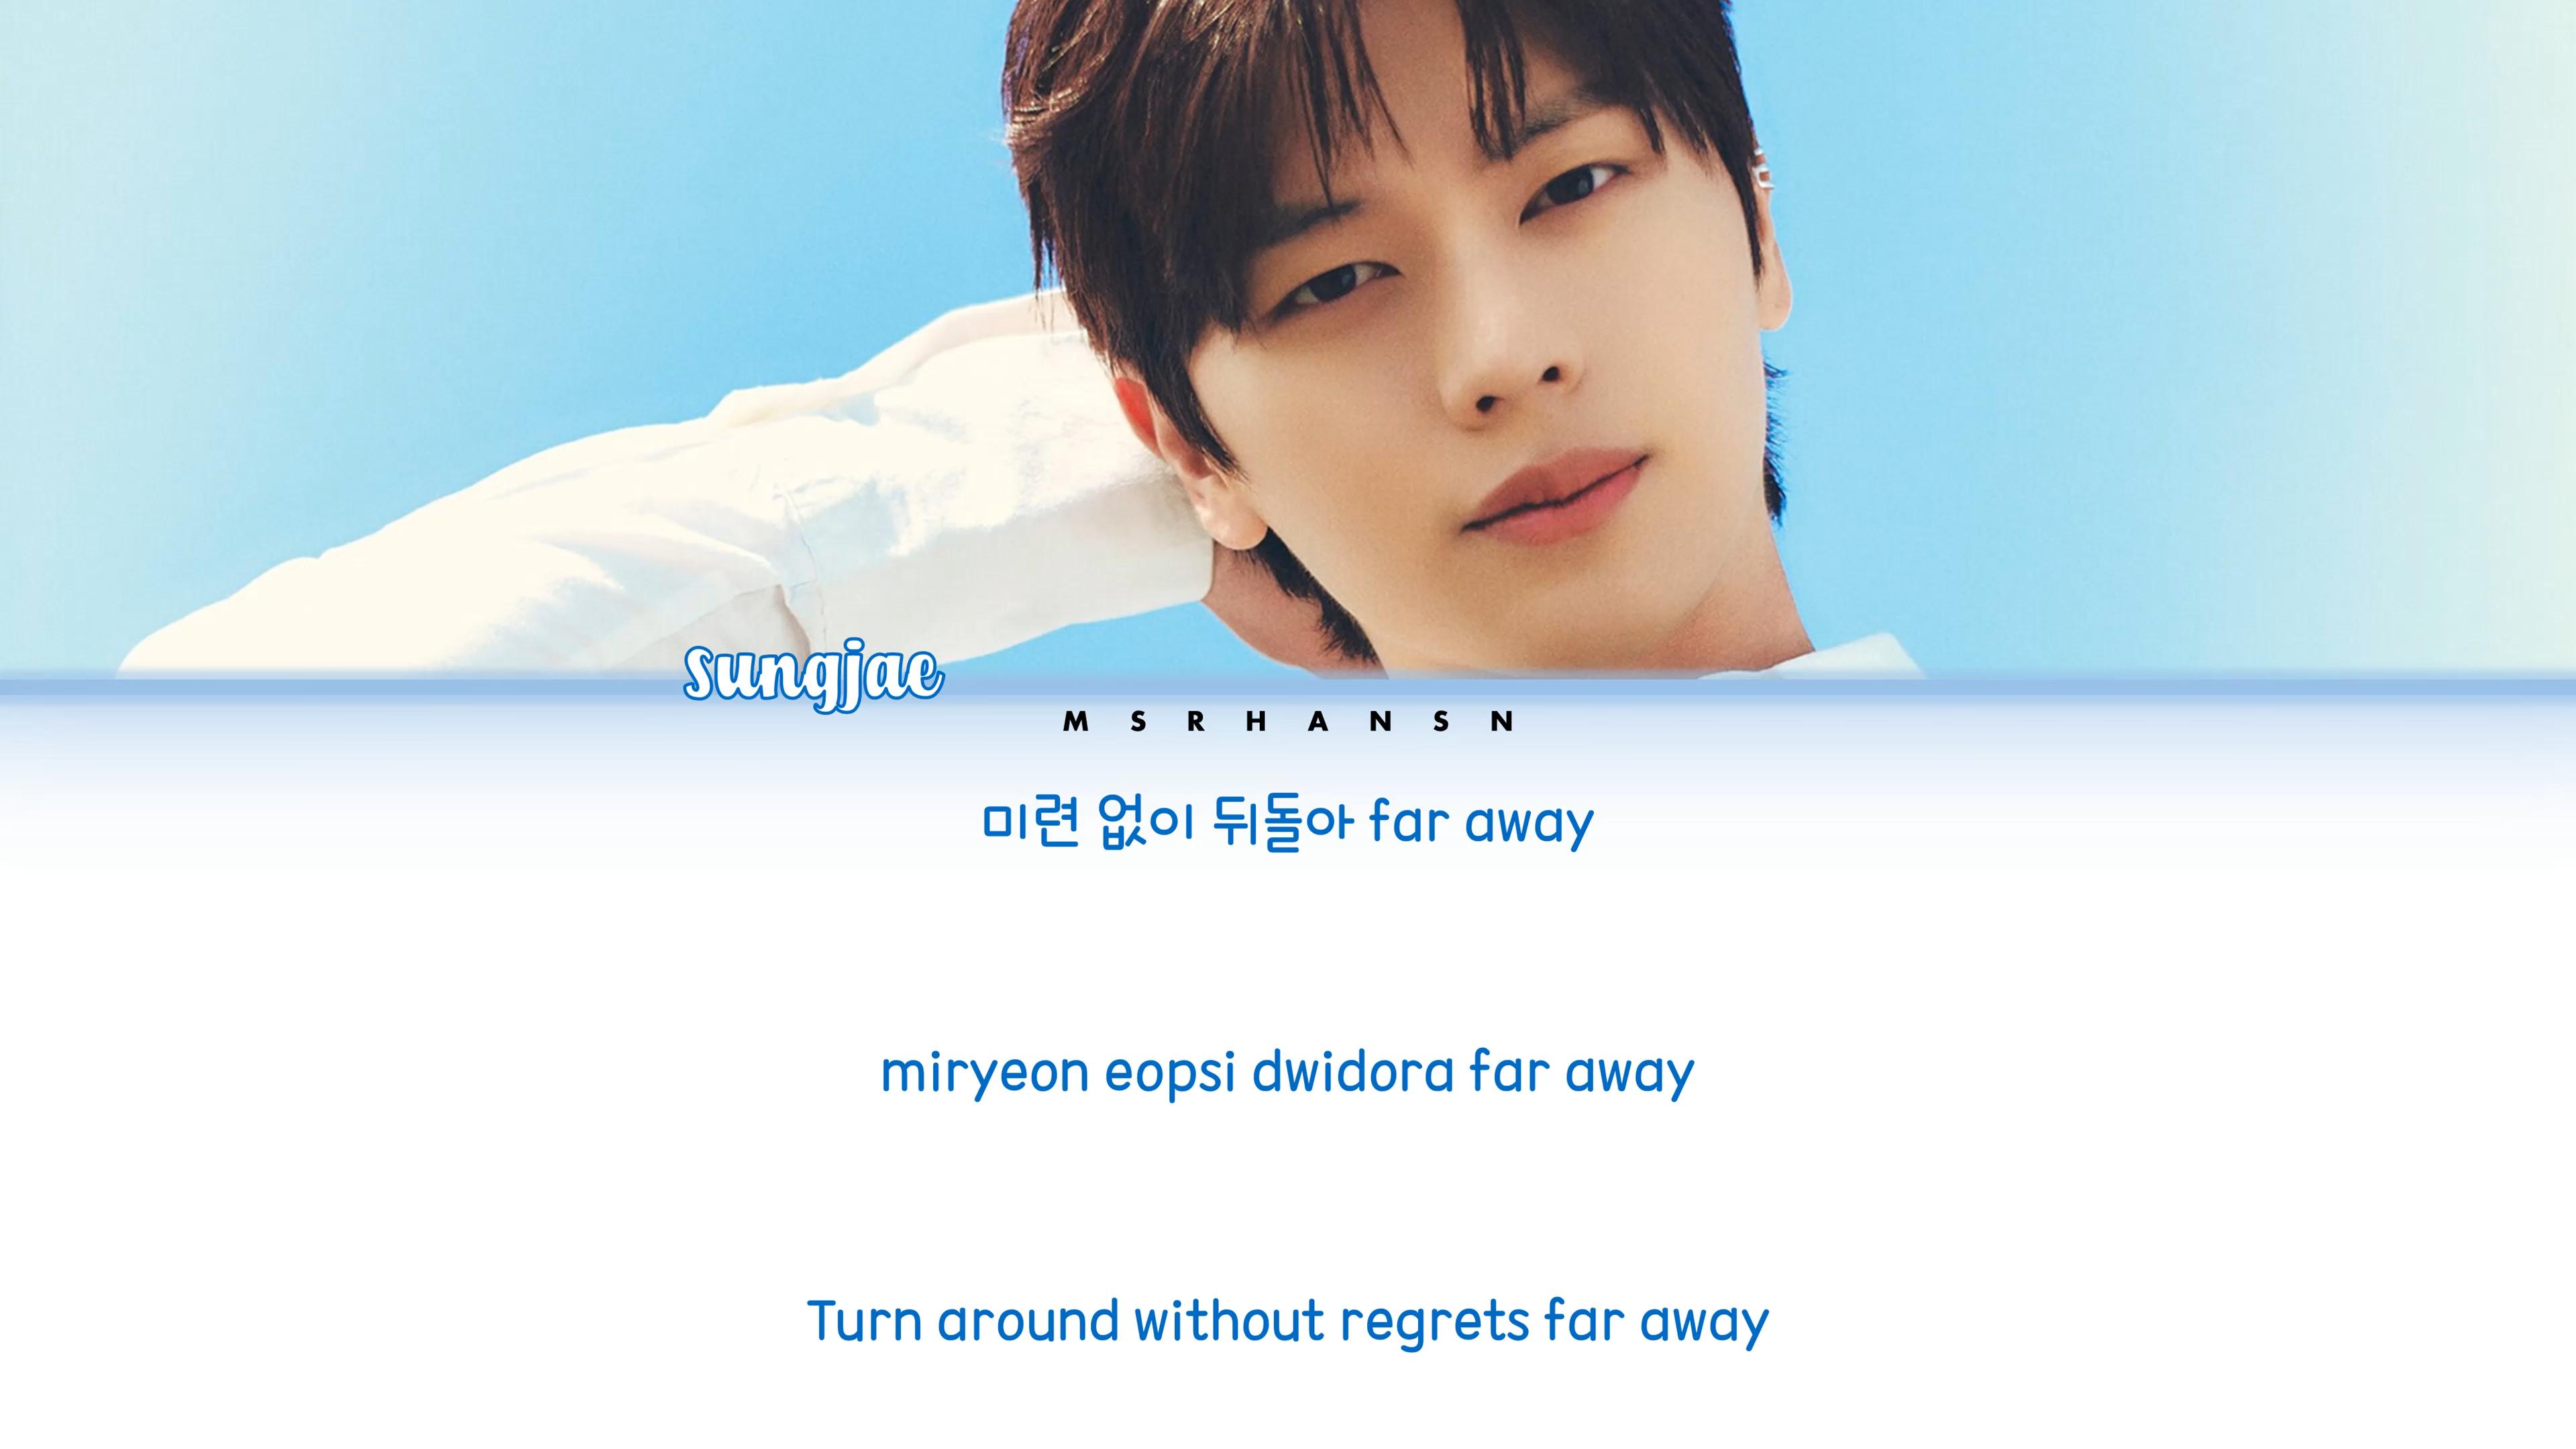 sungjae
M S R H A N S N
미련 없이 뒤돌아 far away
miryeon eopsi dwidora far away
Turn around without regrets far away